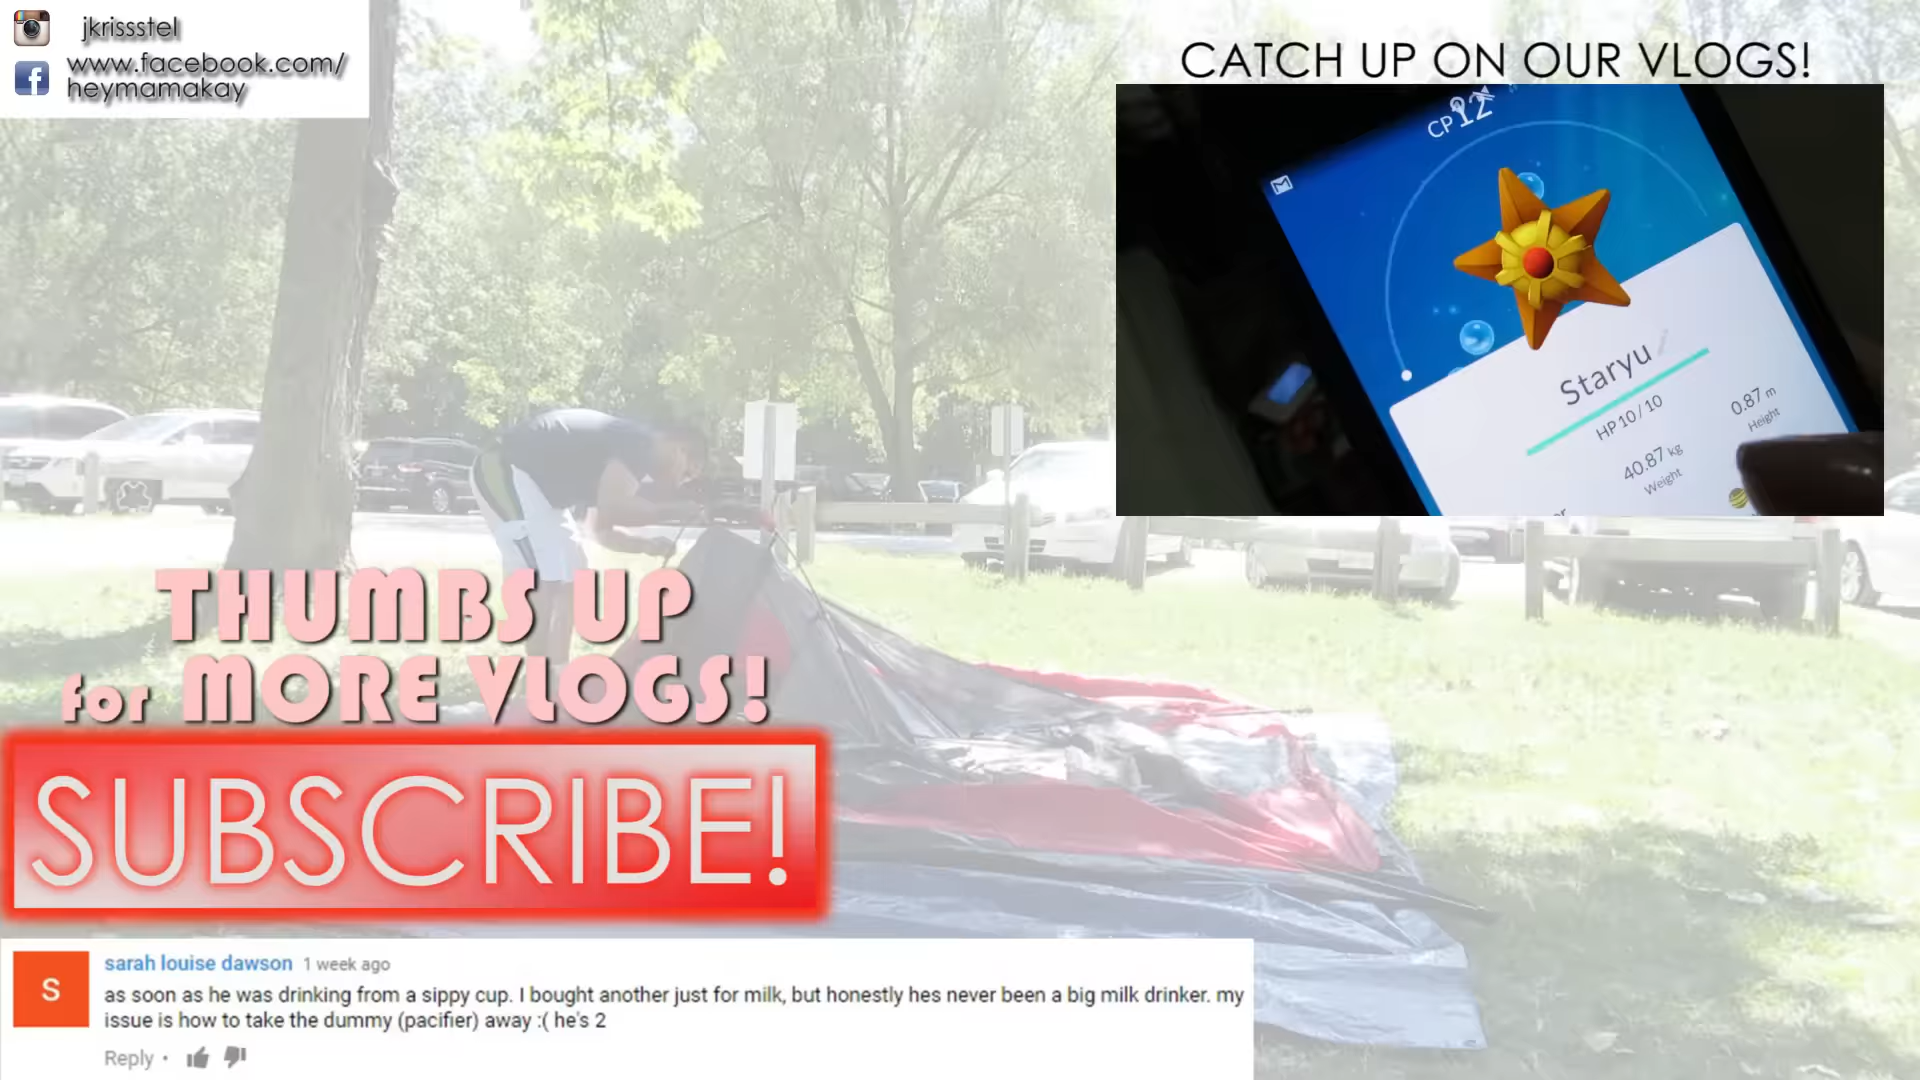 jkrissstel
www.facebook.com/
heymamakay
CATCH UP ON OUR VLOGS!
CP12
Staryu
HP 10 / 10
0.87 m
Height
40.87 kg
Weight
THUMBS UP
for MORE VLOGS!
SUBSCRIBE!
S
sarah louise dawson 1 week ago
as soon as he was drinking from a sippy cup. I bought another just for milk, but honestly hes never been a big milk drinker. my
issue is how to take the dummy (pacifier) away :( he's 2
Reply •